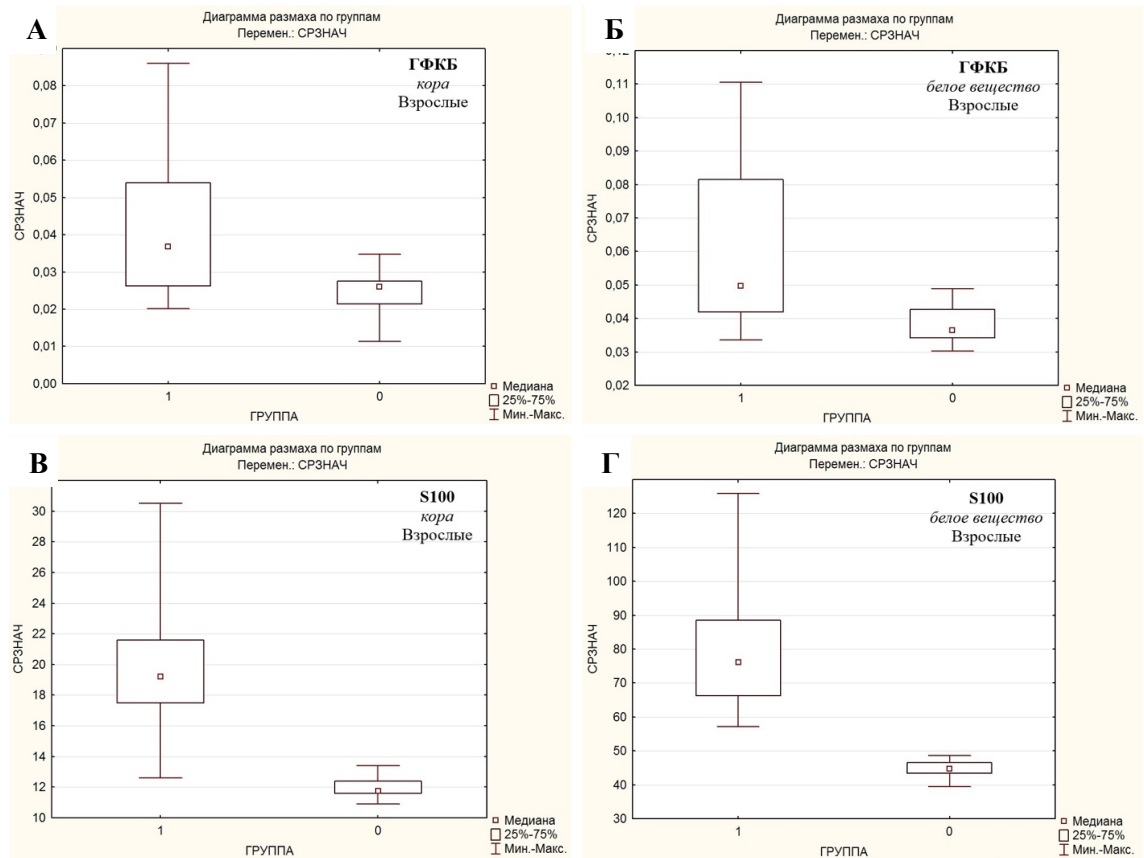 А
Диаграмма размаха по группам
Перемен.: СРЗНАЧ
ГФКБ
кора
Взрослые
СРЗНАЧ
0,08
0,07
0,06
0,05
0,04
0,03
0,02
0,01
0,00
1
0
ГРУППА
Медиана
25%-75%
Мин.-Макс.
Б
Диаграмма размаха по группам
Перемен.: СРЗНАЧ
ГФКБ
белое вещество
Взрослые
СРЗНАЧ
0,12
0,11
0,10
0,09
0,08
0,07
0,06
0,05
0,04
0,03
0,02
1
0
ГРУППА
Медиана
25%-75%
Мин.-Макс.
В
Диаграмма размаха по группам
Перемен.: СРЗНАЧ
S100
кора
Взрослые
СРЗНАЧ
30
28
26
24
22
20
18
16
14
12
10
1
0
ГРУППА
Медиана
25%-75%
Мин.-Макс.
Г
Диаграмма размаха по группам
Перемен.: СРЗНАЧ
S100
белое вещество
Взрослые
СРЗНАЧ
120
110
100
90
80
70
60
50
40
30
1
0
ГРУППА
Медиана
25%-75%
Мин.-Макс.